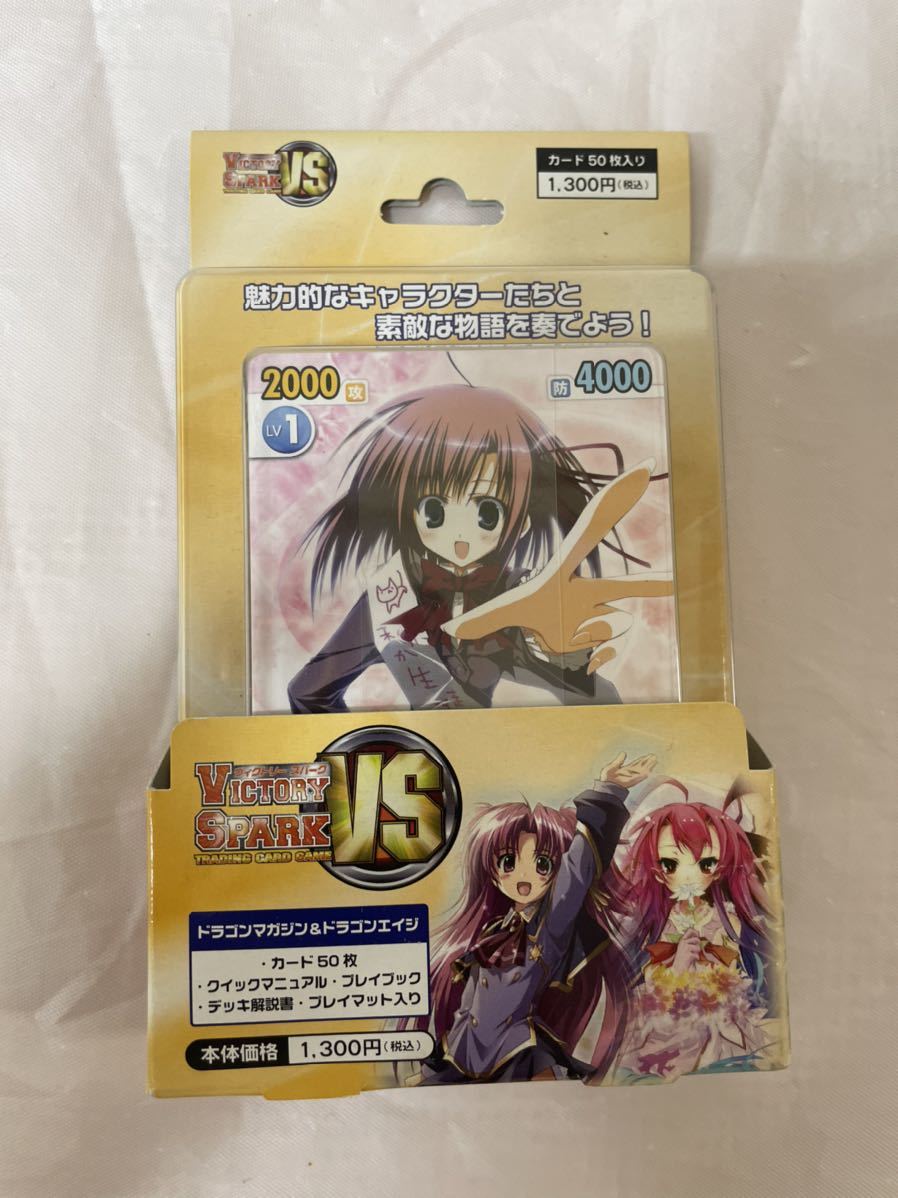 VICTORY SPARK VS
カード50枚入り
1,300円(税込)
魅力的なキャラクターたちと
素敵な物語を奏でよう!
2000 攻
防 4000
LV 1
ヴィクトリー スパーク
VICTORY
SPARK
VS
TRADING CARD GAME
ドラゴンマガジン&ドラゴンエイジ
・カード50枚
・クイックマニュアル・プレイブック
・デッキ解説書・プレイマット入り
本体価格 1,300円(税込)